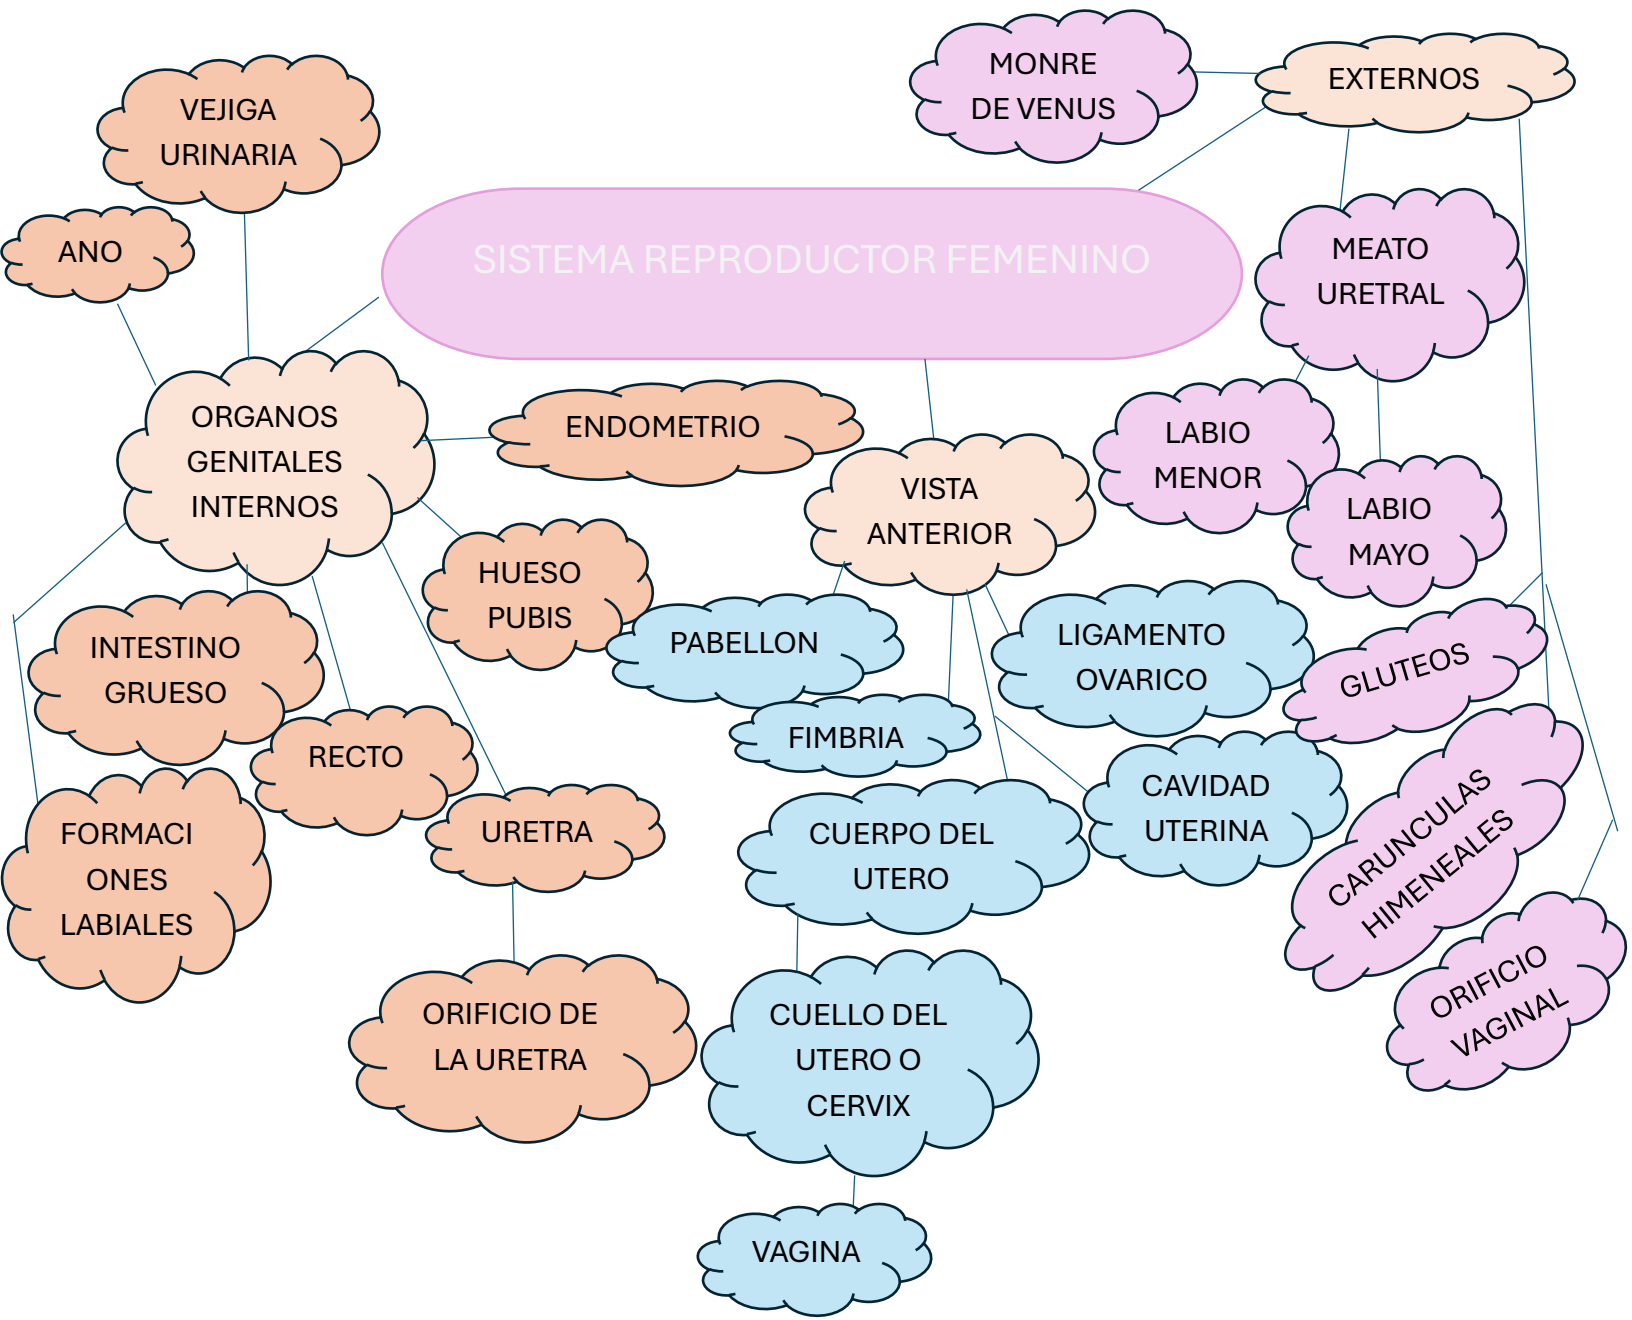 MONRE
DE VENUS
EXTERNOS
VEJIGA
URINARIA
ANO
SISTEMA REPRODUCTOR FEMENINO
MEATO
URETRAL
ORGANOS
GENITALES
INTERNOS
ENDOMETRIO
VISTA
ANTERIOR
LABIO
MENOR
LABIO
MAYO
HUESO
PUBIS
INTESTINO
GRUESO
PABELLON
LIGAMENTO
OVARICO
GLUTEOS
FIMBRIA
RECTO
CAVIDAD
UTERINA
CARUNCULAS
HIMENEALES
FORMACI
ONES
LABIALES
URETRA
CUERPO DEL
UTERO
ORIFICIO
VAGINAL
ORIFICIO DE
LA URETRA
CUELLO DEL
UTERO O
CERVIX
VAGINA